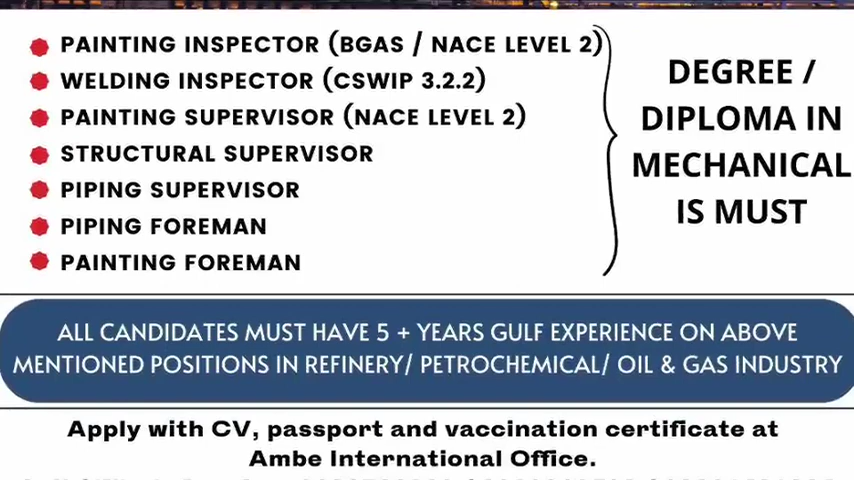 PAINTING INSPECTOR (BGAS / NACE LEVEL 2)
WELDING INSPECTOR (CSWIP 3.2.2)
PAINTING SUPERVISOR (NACE LEVEL 2)
STRUCTURAL SUPERVISOR
PIPING SUPERVISOR
PIPING FOREMAN
PAINTING FOREMAN
DEGREE /
DIPLOMA IN
MECHANICAL
IS MUST
ALL CANDIDATES MUST HAVE 5 + YEARS GULF EXPERIENCE ON ABOVE
MENTIONED POSITIONS IN REFINERY/ PETROCHEMICAL/ OIL & GAS INDUSTRY
Apply with CV, passport and vaccination certificate at
Ambe International Office.